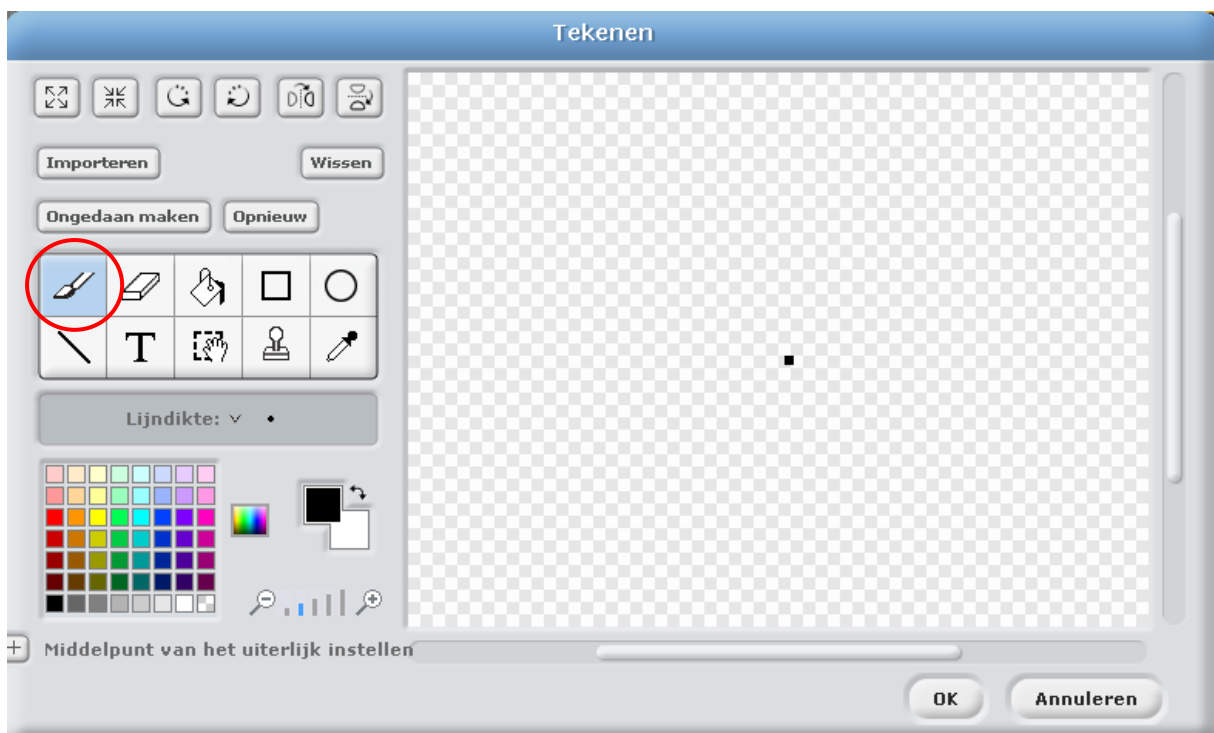 Tekenen
Importeren
Wissen
Ongedaan maken
Opnieuw
T
Lijndikte:
Middelpunt van het uiterlijk instellen
OK
Annuleren